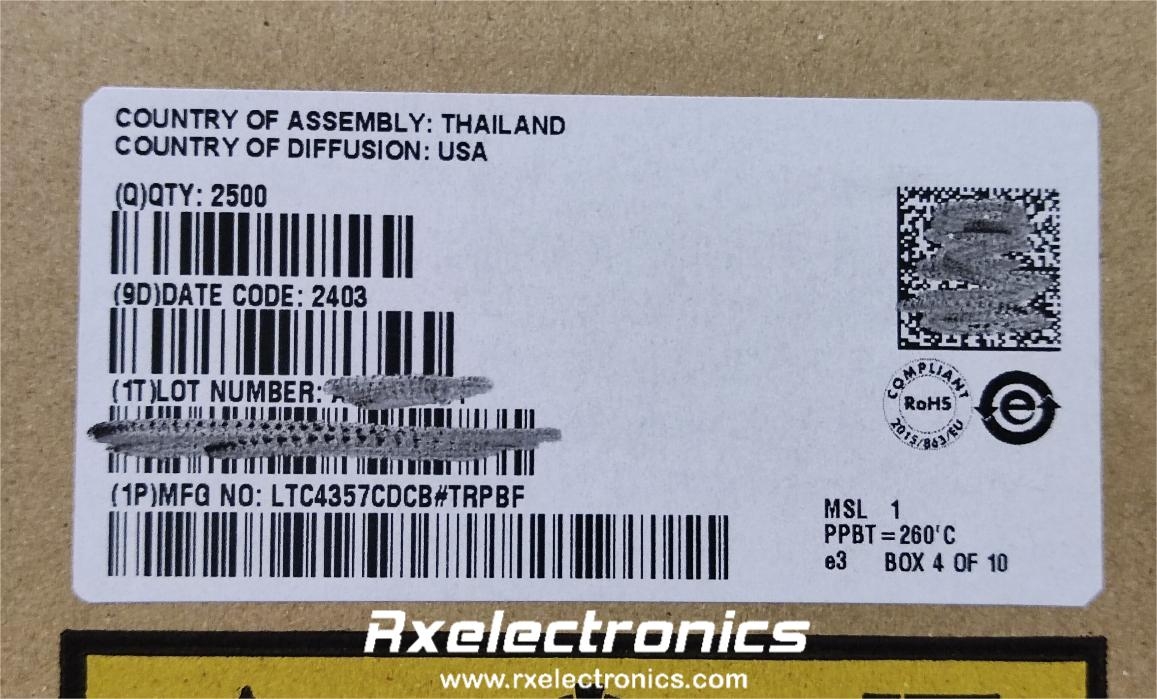 COUNTRY OF ASSEMBLY: THAILAND
COUNTRY OF DIFFUSION: USA
(Q)QTY: 2500
(9D)DATE CODE: 2403
(1T)LOT NUMBER:
(1P)MFG NO: LTC4357CDCB#TRPBF
COMPLIANT
RoHS
2015/863/EU
e
MSL 1
PPBT=260'C
e3 BOX 4 OF 10
Rxelectronics
www.rxelectronics.com